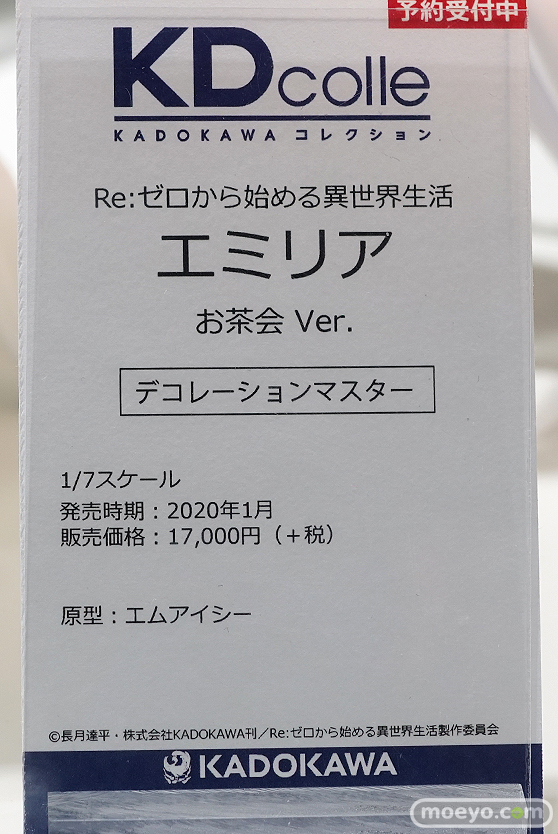 予約受付中
KDcolle
KADOKAWA コレクション
Re:ゼロから始める異世界生活
エミリア
お茶会 Ver.
デコレーションマスター
1/7スケール
発売時期：2020年1月
販売価格：17,000円（＋税）
原型：エムアイシー
©長月達平・株式会社KADOKAWA刊／Re:ゼロから始める異世界生活製作委員会
KADOKAWA
moeyo.com